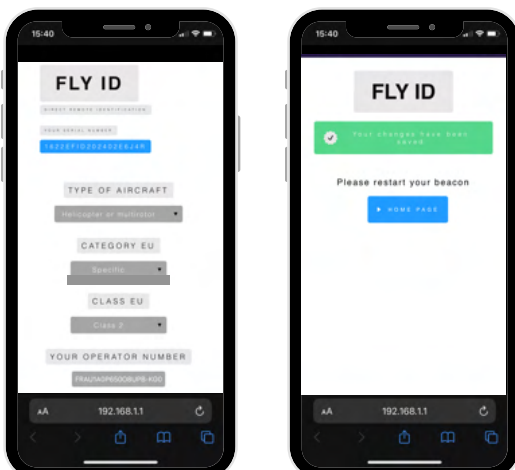 15:40
FLY ID
DIRECT REMOTE IDENTIFICATION
YOUR SERIAL NUMBER
TYPE OF AIRCRAFT
Helicopter or multirotor
CATEGORY EU
Specific
CLASS EU
Class 2
YOUR OPERATOR NUMBER
AA
192.168.1.1
15:40
FLY ID
Your changes have been
saved
Please restart your beacon
HOME PAGE
AA
192.168.1.1